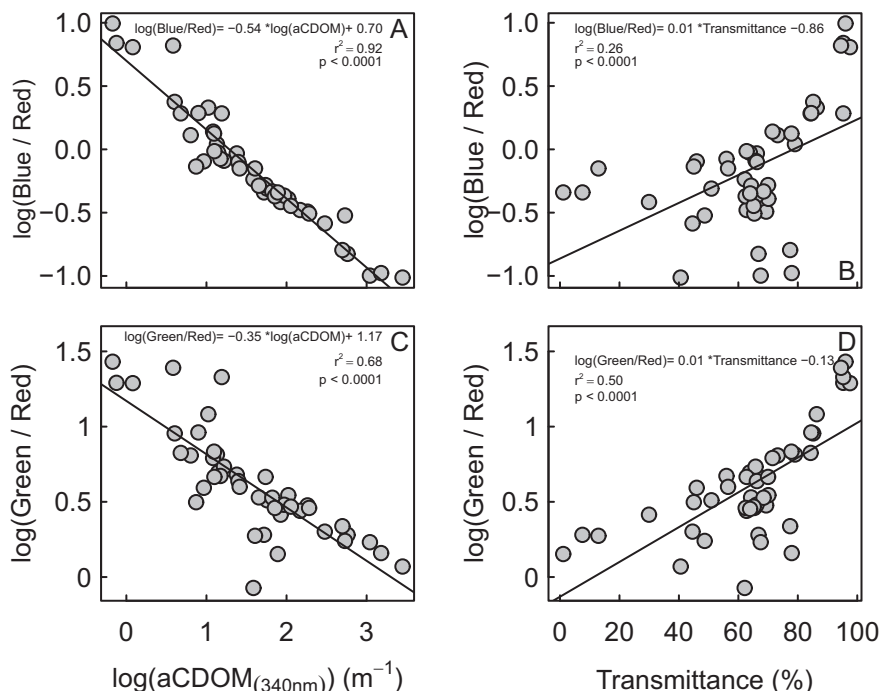 log(Blue/Red)= −0.54 *log(aCDOM)+ 0.70
A
r² = 0.92
p < 0.0001
1.0
0.5
0.0
−0.5
−1.0
log(Blue / Red)
log(Blue/Red)= 0.01 *Transmittance −0.86
r² = 0.26
p < 0.0001
B
1.0
0.5
0.0
−0.5
−1.0
log(Blue / Red)
log(Green/Red)= −0.35 *log(aCDOM)+ 1.17
C
r² = 0.68
p < 0.0001
1.5
1
0.5
0
log(Green / Red)
0 1 2 3
log(aCDOM(340nm)) (m⁻¹)
D
log(Green/Red)= 0.01 *Transmittance −0.13
r² = 0.50
p < 0.0001
1.5
1
0.5
0
log(Green / Red)
0 20 40 60 80 100
Transmittance (%)